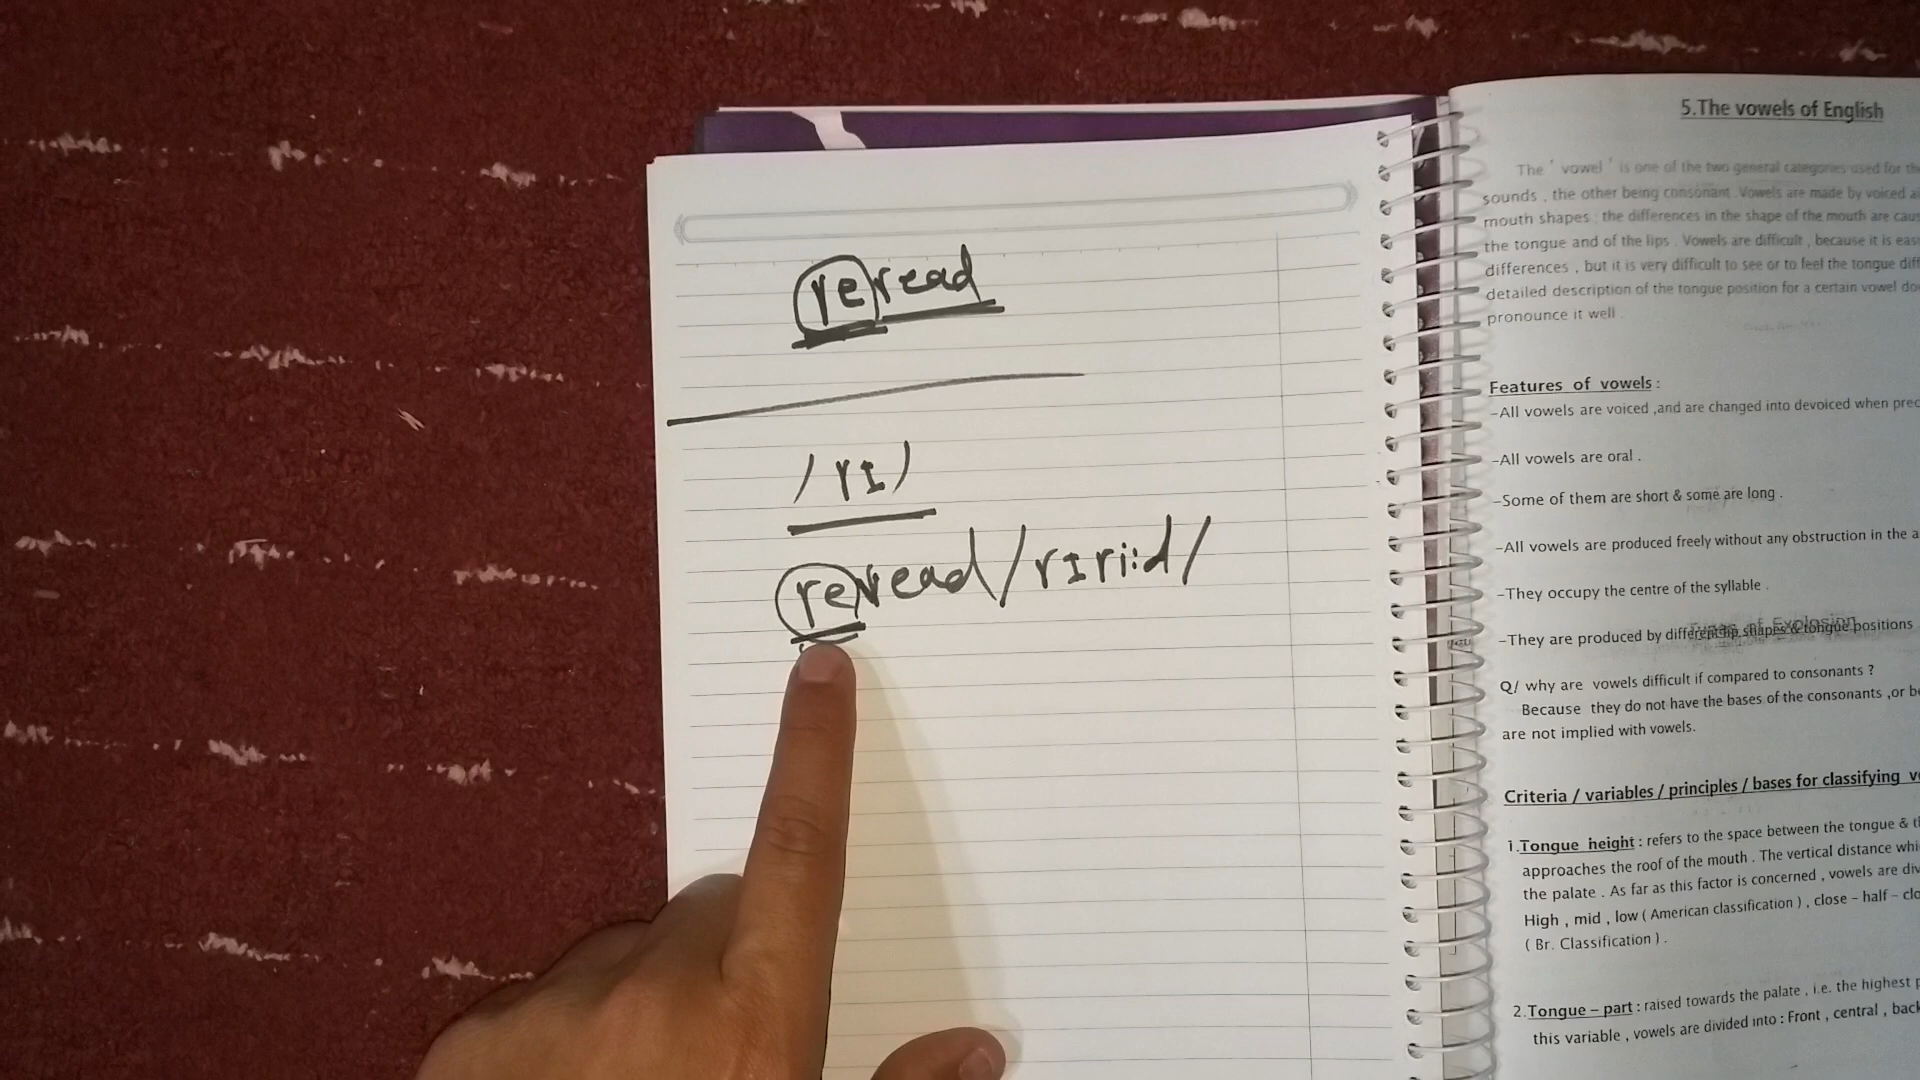 reread
/rɪ/
reread/rɪri:d/
5.The vowels of English
The ' vowel ' is one of the two general categories used for the
sounds , the other being consonant . Vowels are made by voiced
mouth shapes : the differences in the shape of the mouth are
the tongue and of the lips . Vowels are difficult , because it is
differences , but it is very difficult to see or to feel the tongue
detailed description of the tongue position for a certain vowel
pronounce it well .
Features of vowels :
-All vowels are voiced ,and are changed into devoiced when
-All vowels are oral .
-Some of them are short & some are long .
-All vowels are produced freely without any obstruction in the
-They occupy the centre of the syllable .
-They are produced by different lip shapes & tongue positions
Q/ why are vowels difficult if compared to consonants ?
Because they do not have the bases of the consonants ,or
are not implied with vowels.
Criteria / variables / principles / bases for classifying
1.Tongue height : refers to the space between the tongue &
approaches the roof of the mouth . The vertical distance
the palate . As far as this factor is concerned , vowels are
High , mid , low ( American classification ) , close – half –
( Br. Classification ) .
2.Tongue – part : raised towards the palate , i.e. the highest
this variable , vowels are divided into : Front , central , back